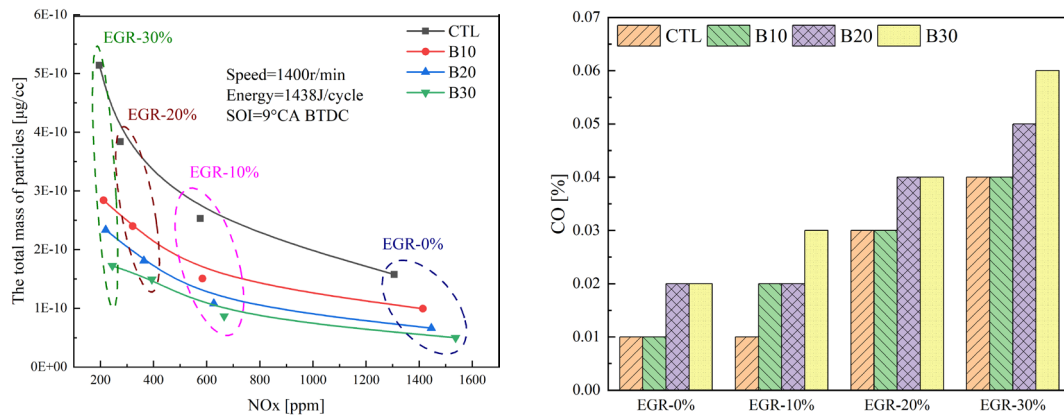 EGR-30%
EGR-20%
EGR-10%
EGR-0%
CTL
B10
B20
B30
Speed=1400r/min
Energy=1438J/cycle
SOI=9°CA BTDC
The total mass of particles [μg/cc]
6E-10
5E-10
4E-10
3E-10
2E-10
1E-10
0E+00
200 400 600 800 1000 1200 1400 1600
NOx [ppm]
CTL B10 B20 B30
CO [%]
0.07
0.06
0.05
0.04
0.03
0.02
0.01
0.00
EGR-0% EGR-10% EGR-20% EGR-30%